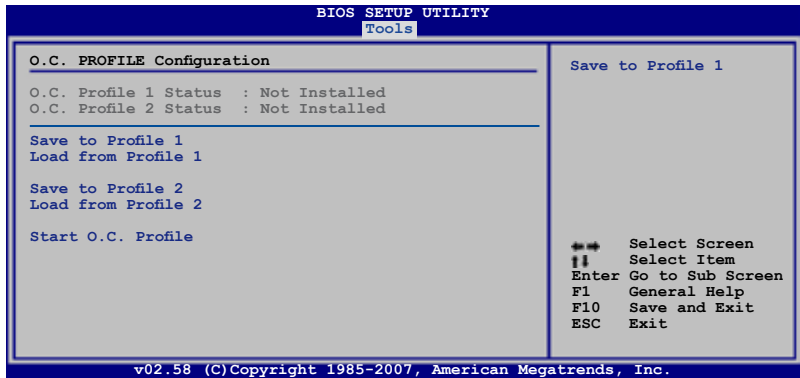 BIOS SETUP UTILITY
Tools
O.C. PROFILE Configuration
O.C. Profile 1 Status : Not Installed
O.C. Profile 2 Status : Not Installed
Save to Profile 1
Load from Profile 1
Save to Profile 2
Load from Profile 2
Start O.C. Profile
Save to Profile 1
←→ Select Screen
↑↓ Select Item
Enter Go to Sub Screen
F1 General Help
F10 Save and Exit
ESC Exit
v02.58 (C)Copyright 1985-2007, American Megatrends, Inc.